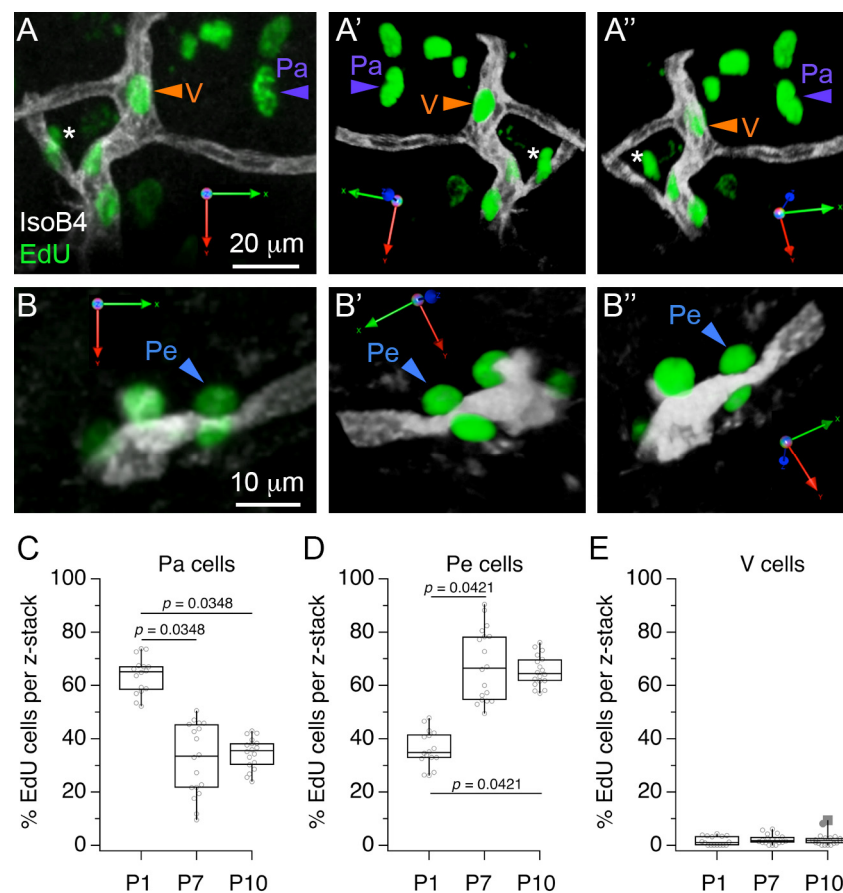 A
V
Pa
*
IsoB4
EdU
X
Y
20 μm
A'
Pa
V
*
X
Y
A''
Pa
V
*
X
Y
B
X
Y
Pe
10 μm
B'
X
Y
Pe
B''
Pe
X
Y
C
Pa cells
% EdU cells per z-stack
100
80
60
40
20
0
p = 0.0348
p = 0.0348
P1 P7 P10
D
Pe cells
% EdU cells per z-stack
100
80
60
40
20
0
p = 0.0421
p = 0.0421
P1 P7 P10
E
V cells
% EdU cells per z-stack
100
80
60
40
20
0
P1 P7 P10